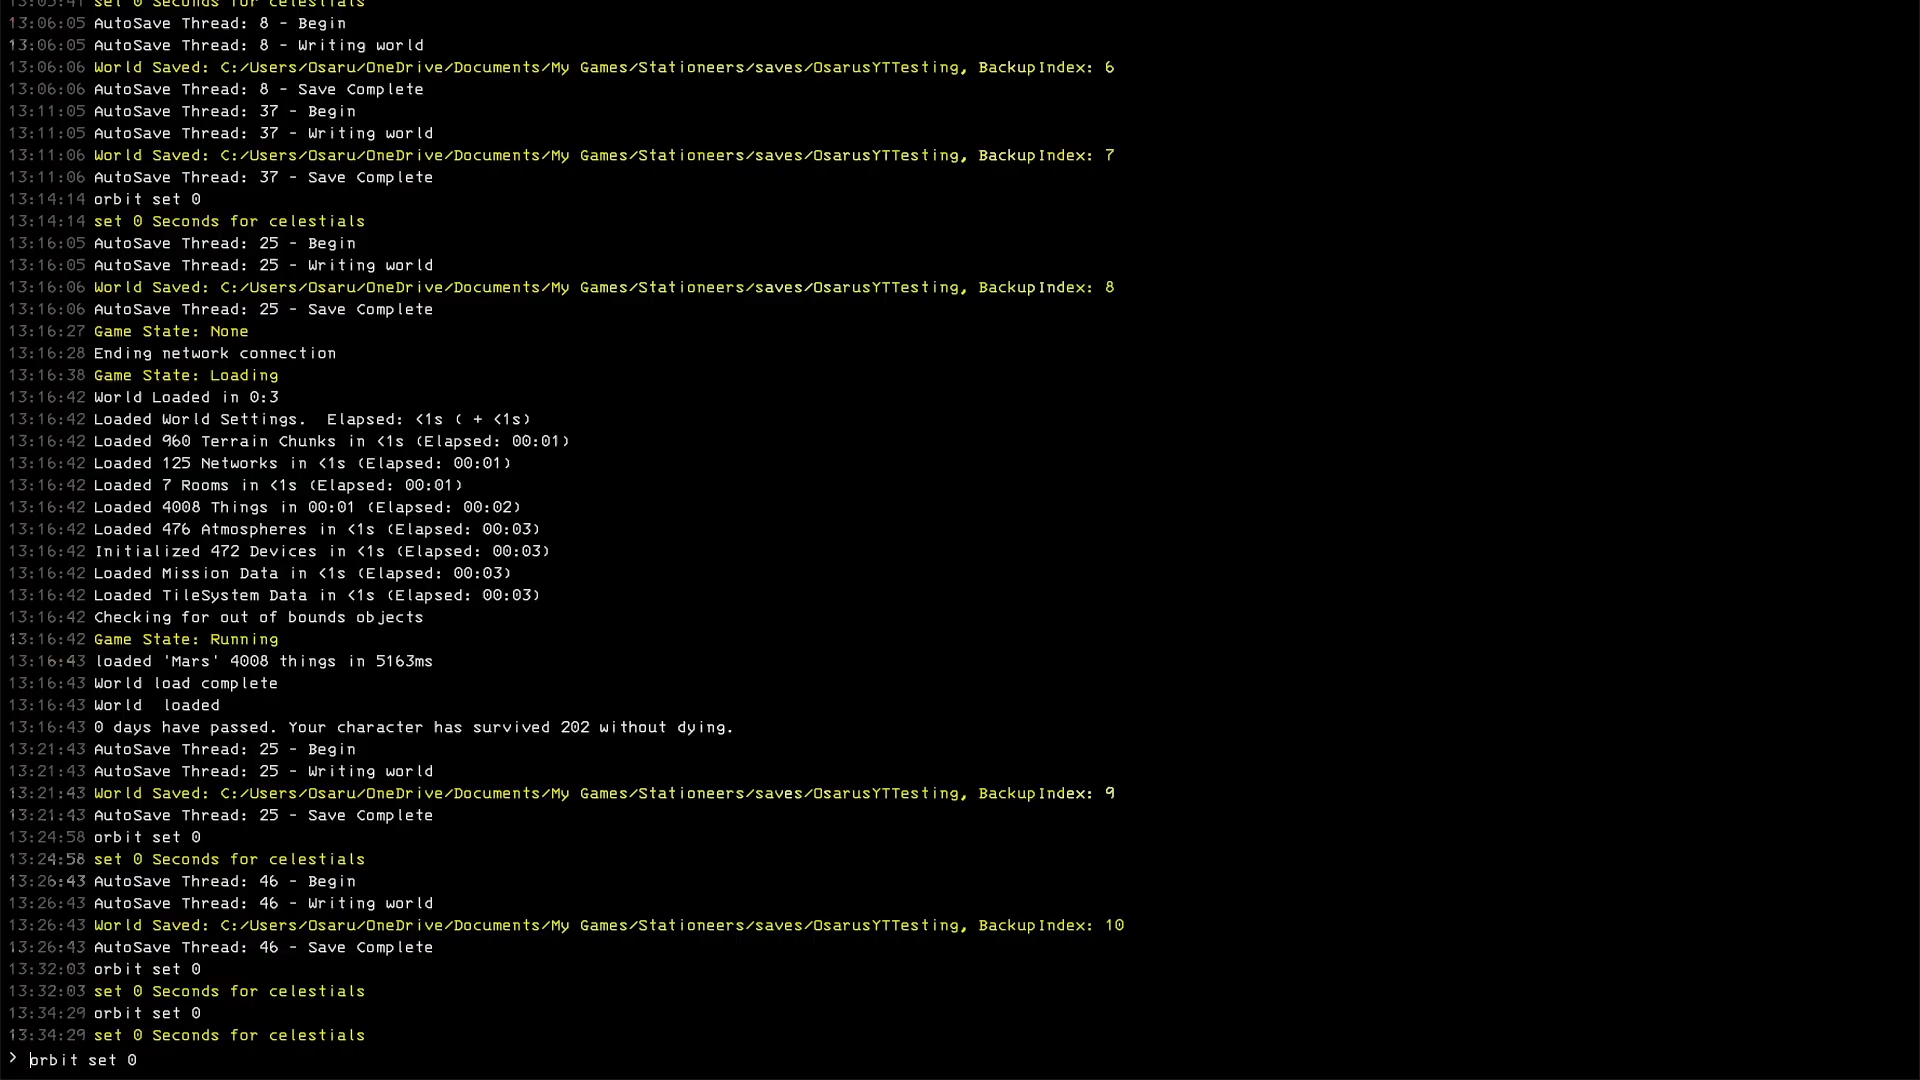 13:05:41 set 0 Seconds for celestials
13:06:05 AutoSave Thread: 8 - Begin
13:06:05 AutoSave Thread: 8 - Writing world
13:06:06 World Saved: C:/Users/Osaru/OneDrive/Documents/My Games/Stationeers/saves/OsarusYTTesting, BackupIndex: 6
13:06:06 AutoSave Thread: 8 - Save Complete
13:11:05 AutoSave Thread: 37 - Begin
13:11:05 AutoSave Thread: 37 - Writing world
13:11:06 World Saved: C:/Users/Osaru/OneDrive/Documents/My Games/Stationeers/saves/OsarusYTTesting, BackupIndex: 7
13:11:06 AutoSave Thread: 37 - Save Complete
13:14:14 orbit set 0
13:14:14 set 0 Seconds for celestials
13:16:05 AutoSave Thread: 25 - Begin
13:16:05 AutoSave Thread: 25 - Writing world
13:16:06 World Saved: C:/Users/Osaru/OneDrive/Documents/My Games/Stationeers/saves/OsarusYTTesting, BackupIndex: 8
13:16:06 AutoSave Thread: 25 - Save Complete
13:16:27 Game State: None
13:16:28 Ending network connection
13:16:38 Game State: Loading
13:16:42 World Loaded in 0:3
13:16:42 Loaded World Settings.  Elapsed: <1s ( + <1s)
13:16:42 Loaded 960 Terrain Chunks in <1s (Elapsed: 00:01)
13:16:42 Loaded 125 Networks in <1s (Elapsed: 00:01)
13:16:42 Loaded 7 Rooms in <1s (Elapsed: 00:01)
13:16:42 Loaded 4008 Things in 00:01 (Elapsed: 00:02)
13:16:42 Loaded 476 Atmospheres in <1s (Elapsed: 00:03)
13:16:42 Initialized 472 Devices in <1s (Elapsed: 00:03)
13:16:42 Loaded Mission Data in <1s (Elapsed: 00:03)
13:16:42 Loaded TileSystem Data in <1s (Elapsed: 00:03)
13:16:42 Checking for out of bounds objects
13:16:42 Game State: Running
13:16:43 loaded 'Mars' 4008 things in 5163ms
13:16:43 World load complete
13:16:43 World  loaded
13:16:43 0 days have passed. Your character has survived 202 without dying.
13:21:43 AutoSave Thread: 25 - Begin
13:21:43 AutoSave Thread: 25 - Writing world
13:21:43 World Saved: C:/Users/Osaru/OneDrive/Documents/My Games/Stationeers/saves/OsarusYTTesting, BackupIndex: 9
13:21:43 AutoSave Thread: 25 - Save Complete
13:24:58 orbit set 0
13:24:58 set 0 Seconds for celestials
13:26:43 AutoSave Thread: 46 - Begin
13:26:43 AutoSave Thread: 46 - Writing world
13:26:43 World Saved: C:/Users/Osaru/OneDrive/Documents/My Games/Stationeers/saves/OsarusYTTesting, BackupIndex: 10
13:26:43 AutoSave Thread: 46 - Save Complete
13:32:03 orbit set 0
13:32:03 set 0 Seconds for celestials
13:34:29 orbit set 0
13:34:29 set 0 Seconds for celestials
> orbit set 0